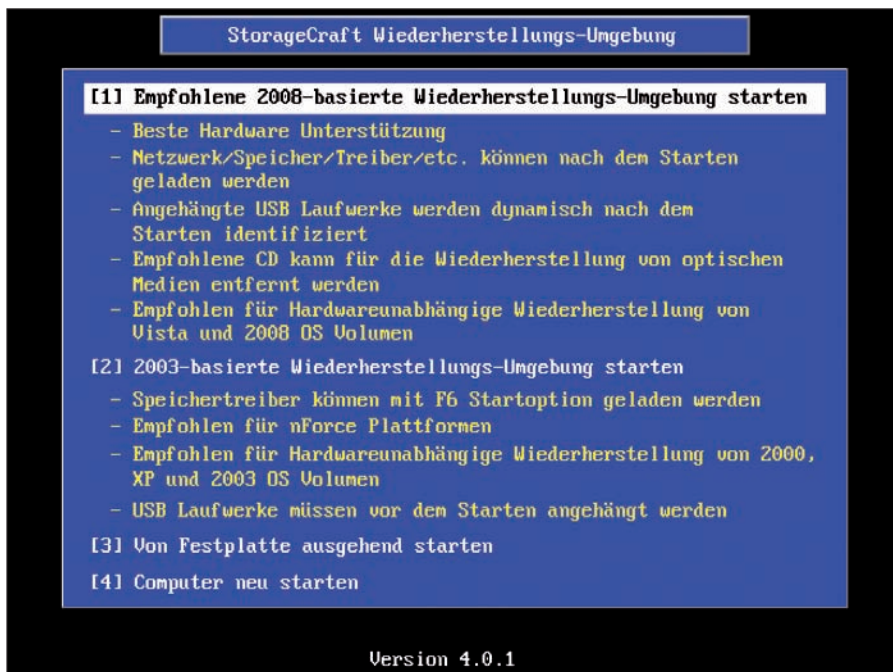 StorageCraft Wiederherstellungs-Umgebung
[1] Empfohlene 2008-basierte Wiederherstellungs-Umgebung starten
- Beste Hardware Unterstützung
- Netzwerk/Speicher/Treiber/etc. können nach dem Starten
geladen werden
- Angehängte USB Laufwerke werden dynamisch nach dem
Starten identifiziert
- Empfohlene CD kann für die Wiederherstellung von optischen
Medien entfernt werden
- Empfohlen für Hardwareunabhängige Wiederherstellung von
Vista und 2008 OS Volumen
[2] 2003-basierte Wiederherstellungs-Umgebung starten
- Speichertreiber können mit F6 Startoption geladen werden
- Empfohlen für nForce Plattformen
- Empfohlen für Hardwareunabhängige Wiederherstellung von 2000,
XP und 2003 OS Volumen
- USB Laufwerke müssen vor dem Starten angehängt werden
[3] Von Festplatte ausgehend starten
[4] Computer neu starten
Version 4.0.1